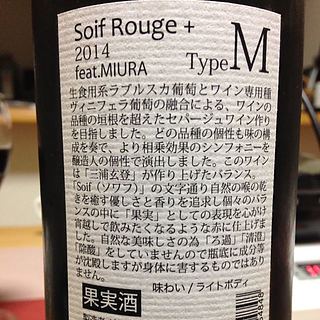 Soif Rouge +
2014
feat.MIURA
Type M
生食用系ラブルスカ葡萄とワイン専用種
ヴィニフェラ葡萄の融合による、ワインの
品種の垣根を超えたセパージュワイン作り
を目指しました。どの品種の個性も味の構
成を奏で、より相乗効果のシンフォニーを
醸造人の個性で演出しました。このワイン
は「三浦玄登」が作り上げたバランス。
「Soif（ソワフ）」の文字通り自然の喉の乾
きを癒す優しさと香りを追求し個々のバラ
ンスの中に「果実」としての表現を心がけ
宵越しで飲みたくなるような赤に仕上げま
した。自然な美味しさの為「ろ過」「清澄」
「除酸」をしていませんので瓶底に成分等
が沈殿しますが身体に害するものではあり
ません。
味わい/ライトボディ
果実酒